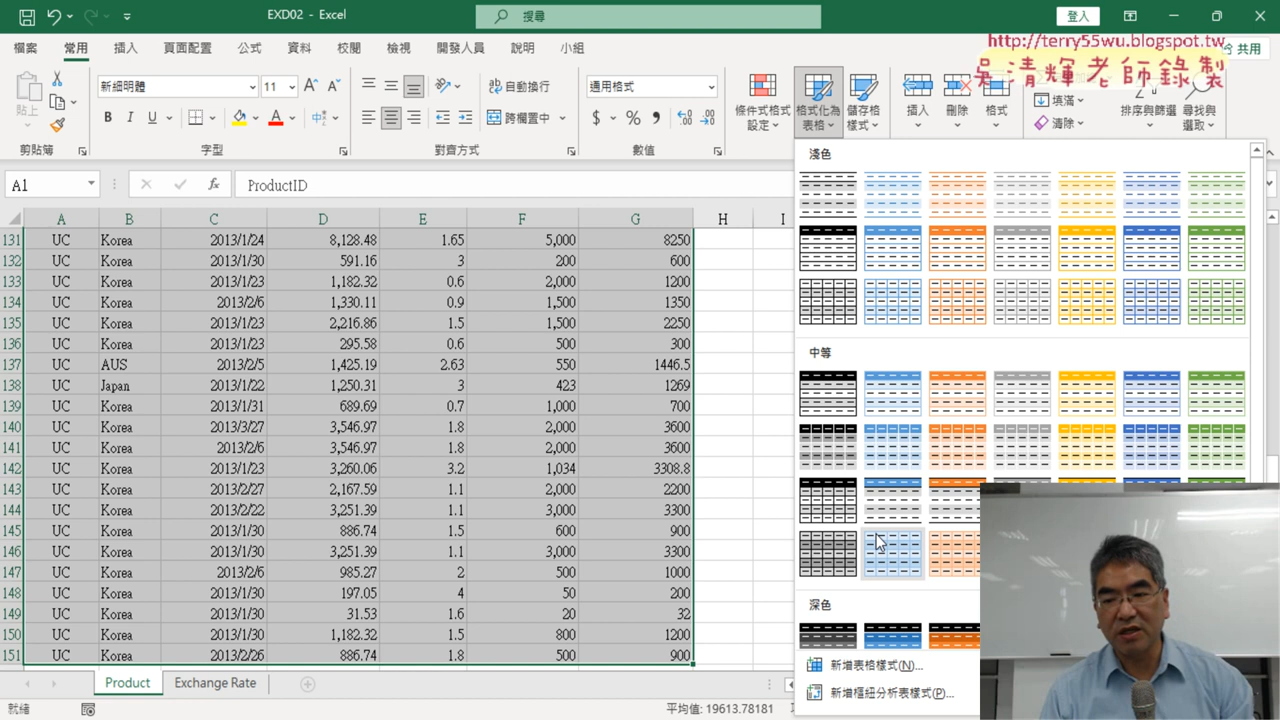 EXD02 - Excel
搜尋
登入
http://terry55wu.blogspot.tw
吳清輝老師錄製
檔案 常用 插入 頁面配置 公式 資料 校閱 檢視 開發人員 說明 小組 共用
貼上
新細明體 11
B I U
自動換行
跨欄置中
通用格式
條件式格式設定 格式化為表格 儲存格樣式 插入 刪除 格式
填滿
清除
排序與篩選 尋找與選取
剪貼簿 字型 對齊方式 數值
A1 fx ProductID
A B C D E F G H I
131 UC Korea 2013/1/24 8,128.48 1.65 5,000 8250
132 UC Korea 2013/1/30 591.16 3 200 600
133 UC Korea 2013/1/23 1,182.32 0.6 2,000 1200
134 UC Korea 2013/2/6 1,330.11 0.9 1,500 1350
135 UC Korea 2013/1/23 2,216.86 1.5 1,500 2250
136 UC Korea 2013/1/23 295.58 0.6 500 300
137 UC AUS 2013/2/5 1,425.19 2.63 550 1446.5
138 UC Japan 2013/1/22 1,250.31 3 423 1269
139 UC Korea 2013/1/31 689.69 0.7 1,000 700
140 UC Korea 2013/3/27 3,546.97 1.8 2,000 3600
141 UC Korea 2013/2/6 3,546.97 1.8 2,000 3600
142 UC Korea 2013/1/23 3,260.06 3.2 1,034 3308.8
143 UC Korea 2013/2/27 2,167.59 1.1 2,000 2200
144 UC Korea 2013/2/6 3,251.39 1.1 3,000 3300
145 UC Korea 2013/1/30 886.74 1.5 600 900
146 UC Korea 2013/1/30 3,251.39 1.1 3,000 3300
147 UC Korea 2013/2/6 985.27 2 500 1000
148 UC Korea 2013/1/30 197.05 4 50 200
149 UC Korea 2013/1/30 31.53 1.6 20 32
150 UC Korea 2013/1/30 1,182.32 1.5 800 1200
151 UC Korea 2013/2/6 886.74 1.8 500 900
淺色
中等
深色
新增表格樣式(N)...
新增樞紐分析表樣式(P)...
Product Exchange Rate
就緒
平均值: 19613.78181